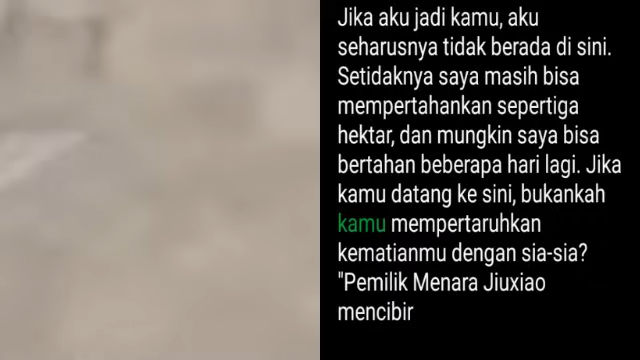 Jika aku jadi kamu, aku
seharusnya tidak berada di sini.
Setidaknya saya masih bisa
mempertahankan sepertiga
hektar, dan mungkin saya bisa
bertahan beberapa hari lagi. Jika
kamu datang ke sini, bukankah
kamu mempertaruhkan
kematianmu dengan sia-sia?
"Pemilik Menara Jiuxiao
mencibir